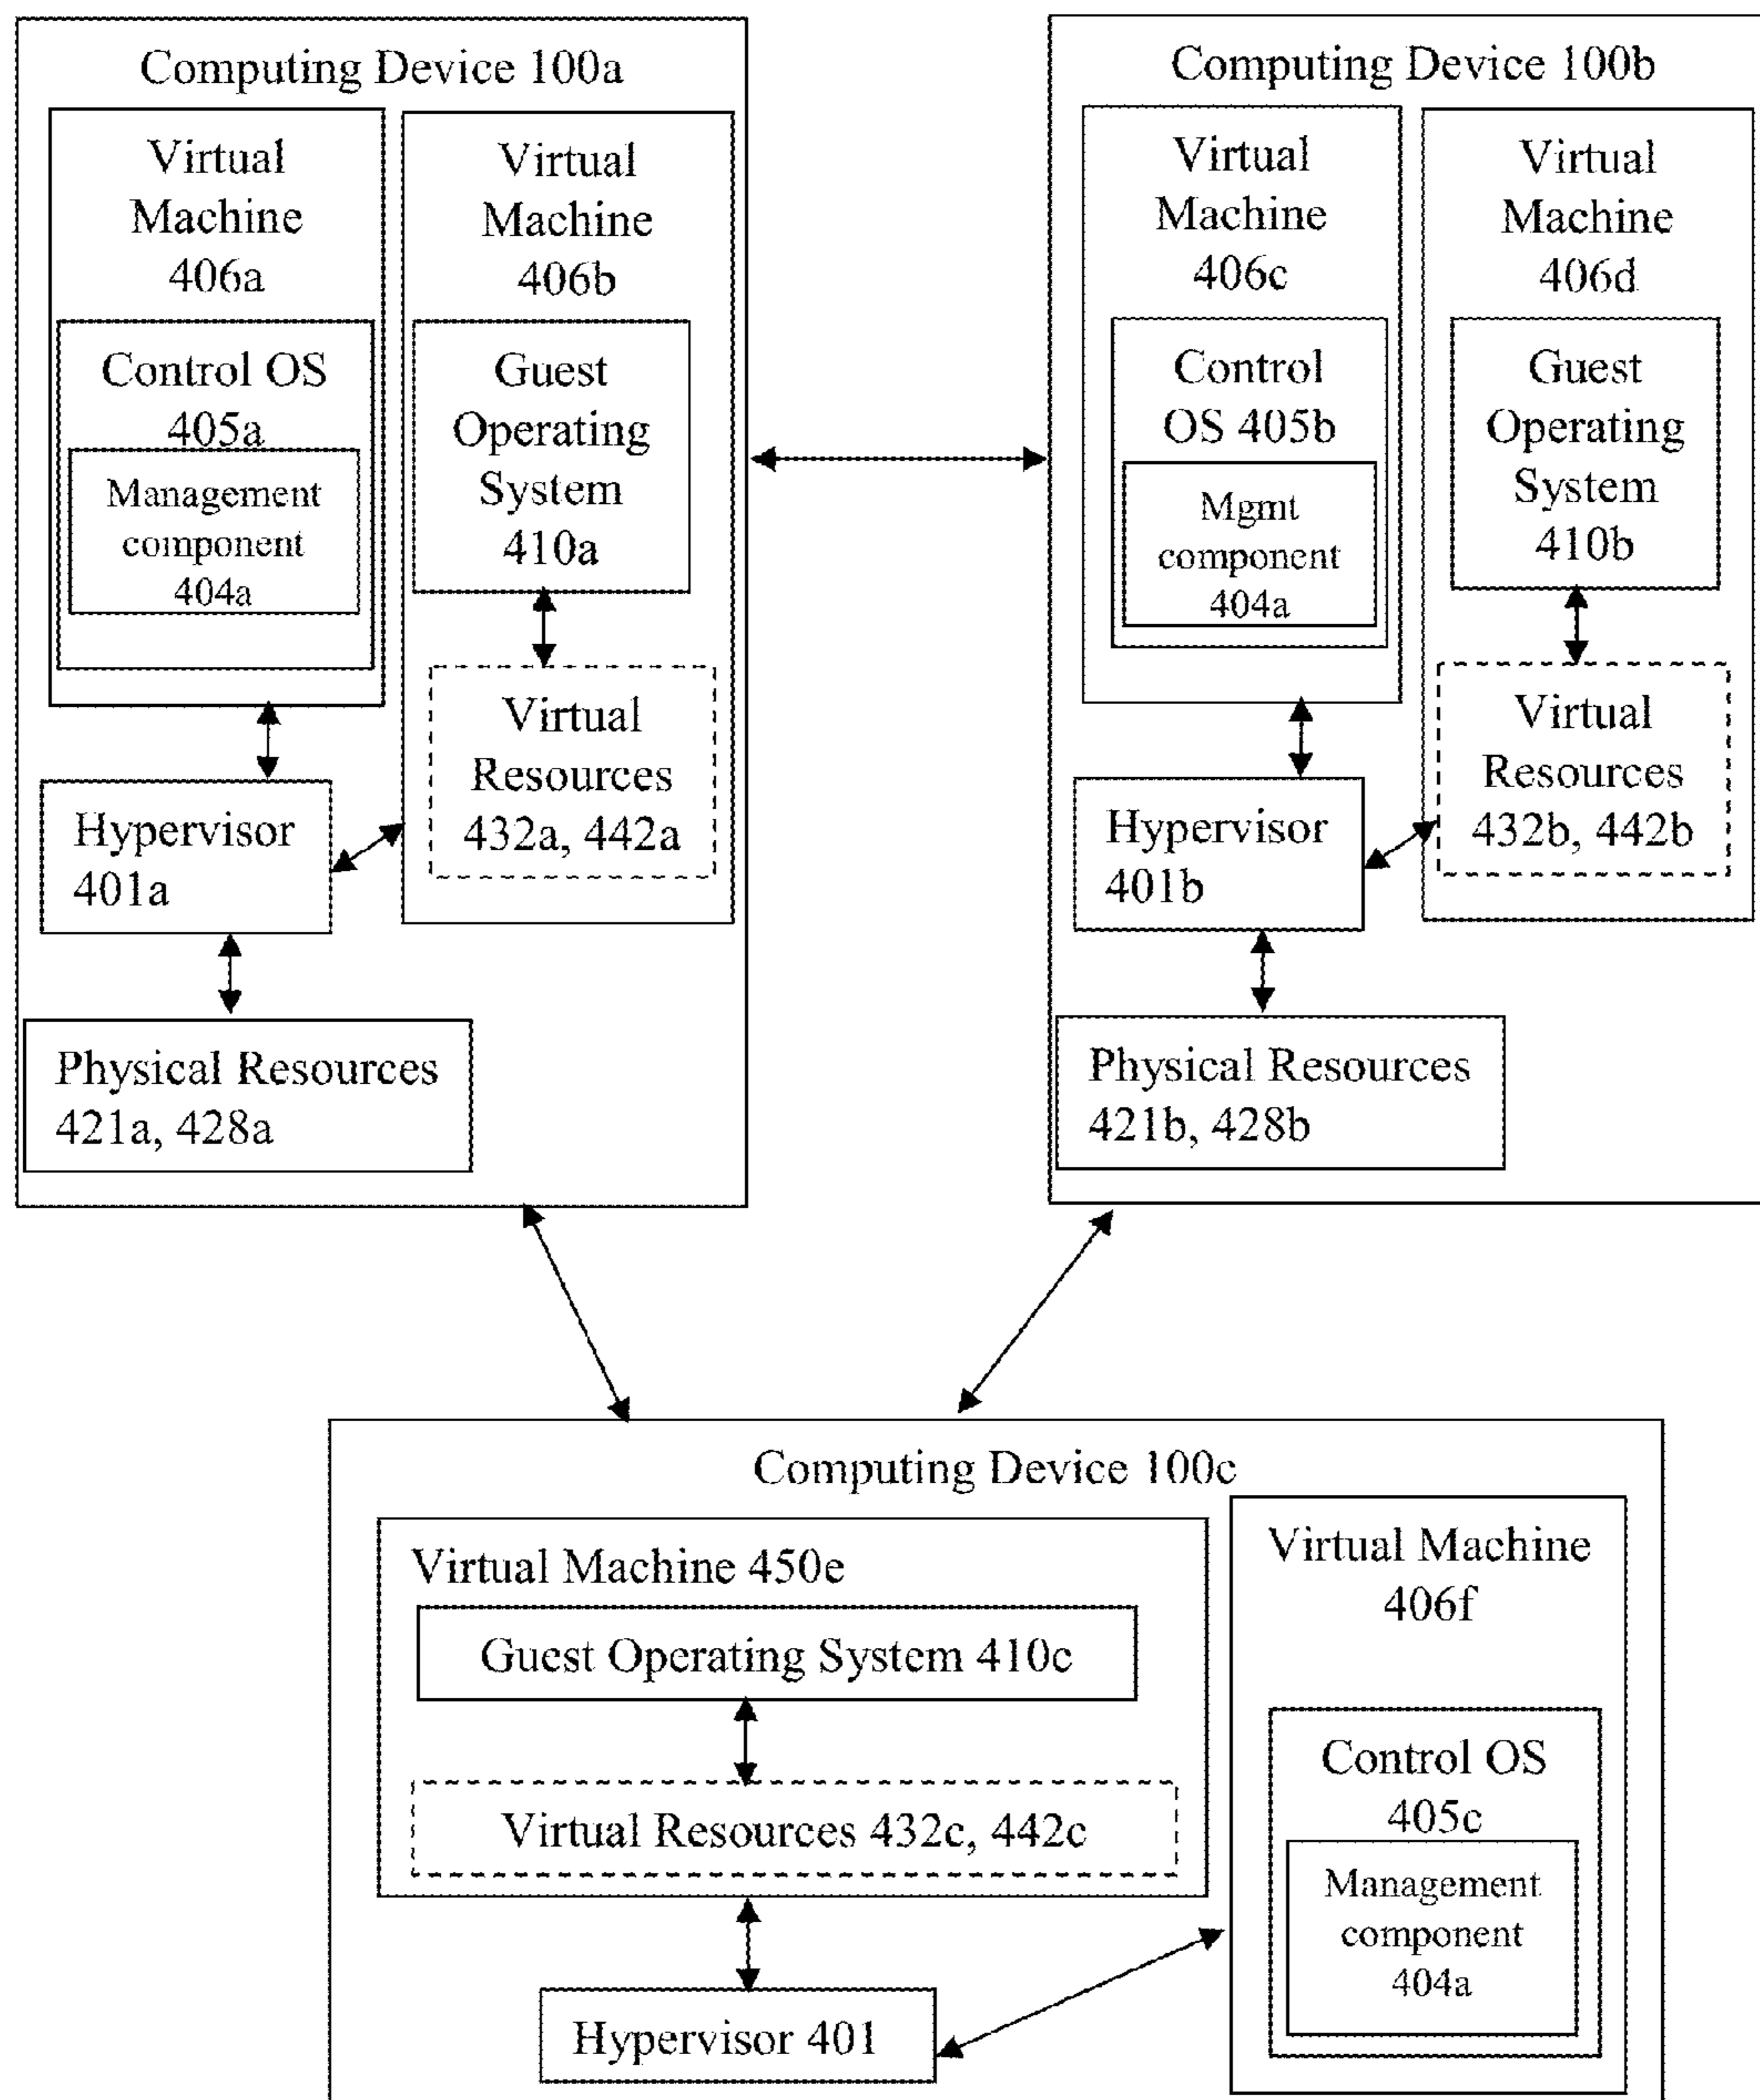 Computing Device 100a
Virtual
Machine
406a
Control OS
405a
Management
component
404a
Virtual
Machine
406b
Guest
Operating
System
410a
Virtual
Resources
432a, 442a
Hypervisor
401a
Physical Resources
421a, 428a
Computing Device 100b
Virtual
Machine
406c
Control
OS 405b
Mgmt
component
404a
Virtual
Machine
406d
Guest
Operating
System
410b
Virtual
Resources
432b, 442b
Hypervisor
401b
Physical Resources
421b, 428b
Computing Device 100c
Virtual Machine 450e
Guest Operating System 410c
Virtual Resources 432c, 442c
Hypervisor 401
Virtual Machine
406f
Control OS
405c
Management
component
404a